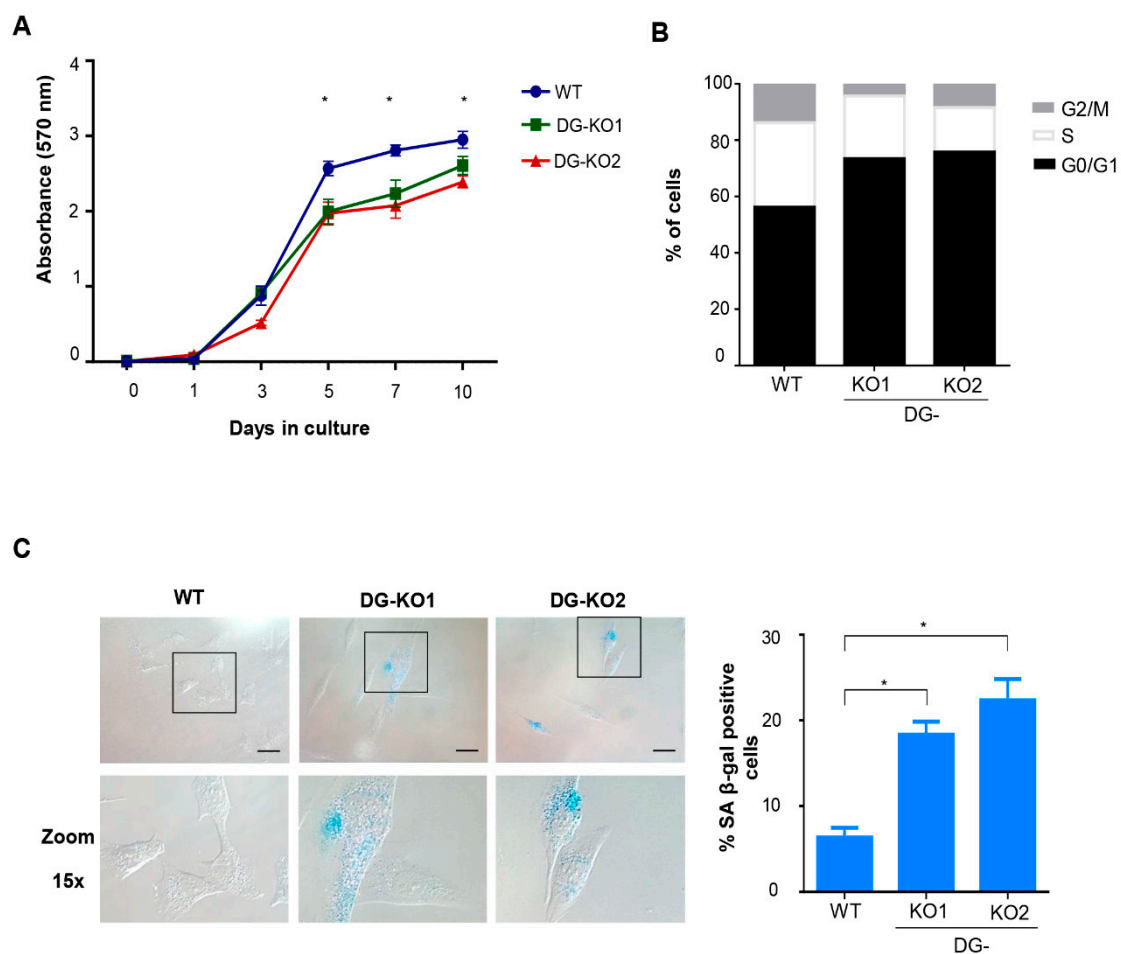 A
Absorbance (570 nm)
4
3
2
1
0
0 1 3 5 7 10
Days in culture
* * *
WT
DG-KO1
DG-KO2
B
% of cells
100
80
60
40
20
0
WT KO1 KO2
DG-
G2/M
S
G0/G1
C
WT DG-KO1 DG-KO2
Zoom
15x
% SA β-gal positive
cells
30
20
10
0
*
*
WT KO1 KO2
DG-